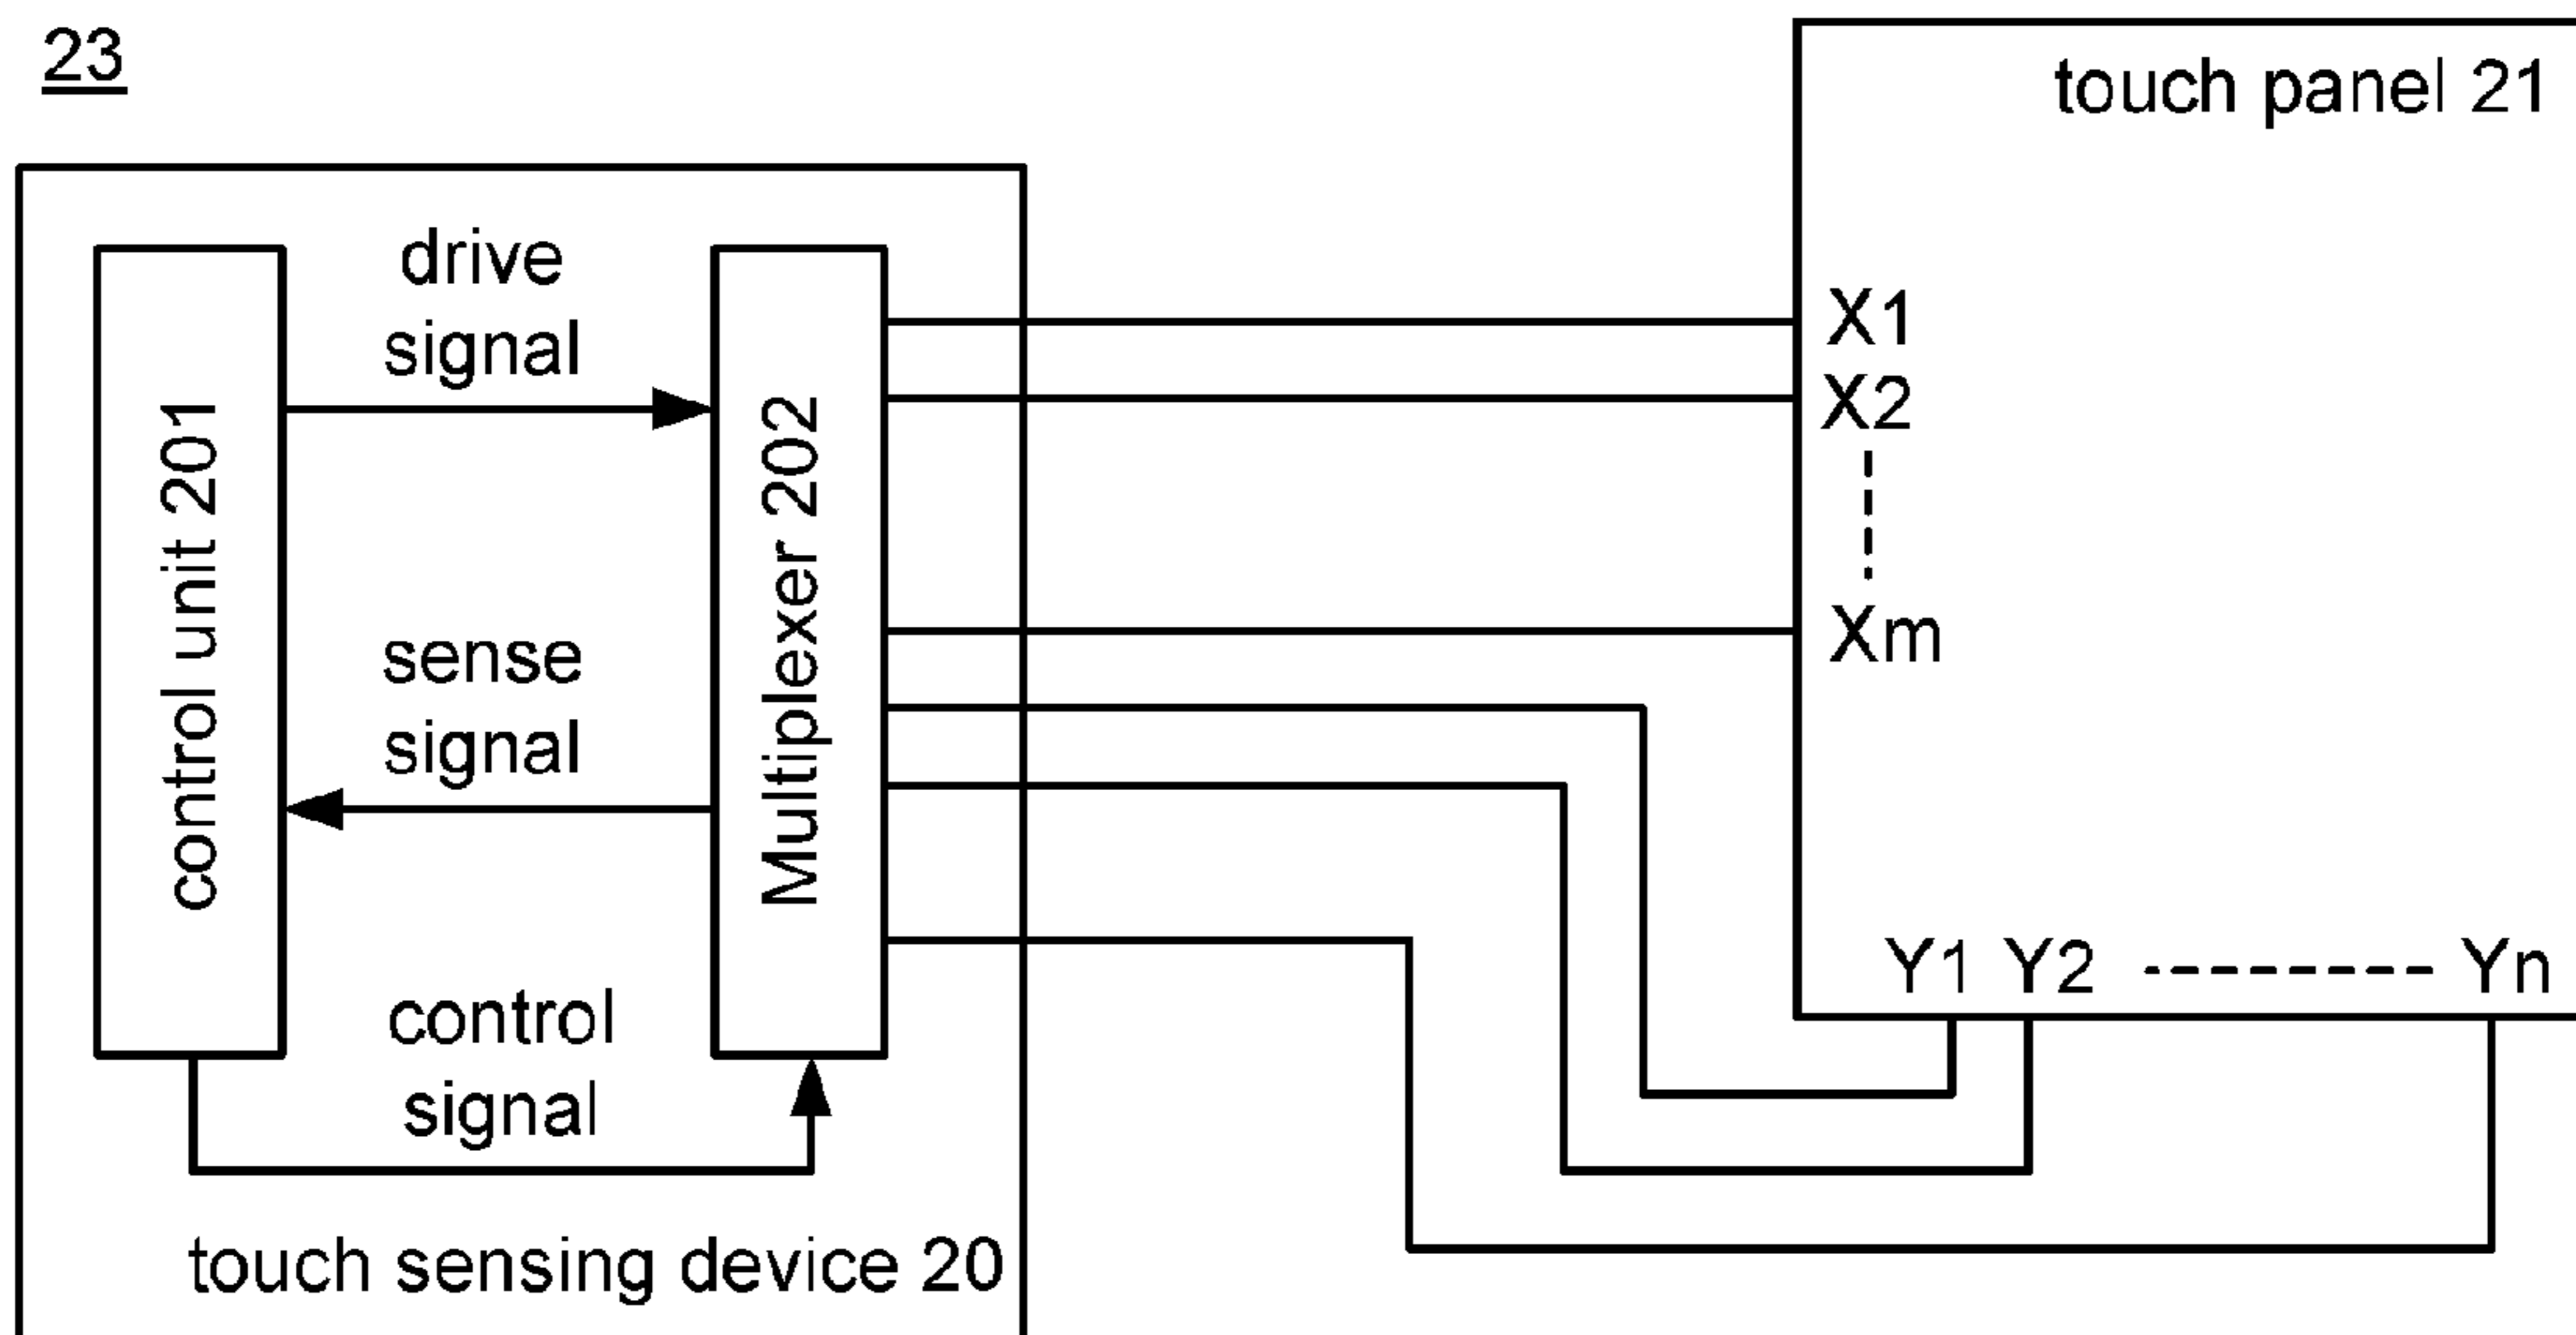 23
touch panel 21
drive
signal
control unit 201
Multiplexer 202
sense
signal
control
signal
X1
X2
Xm
Y1 Y2 Yn
touch sensing device 20